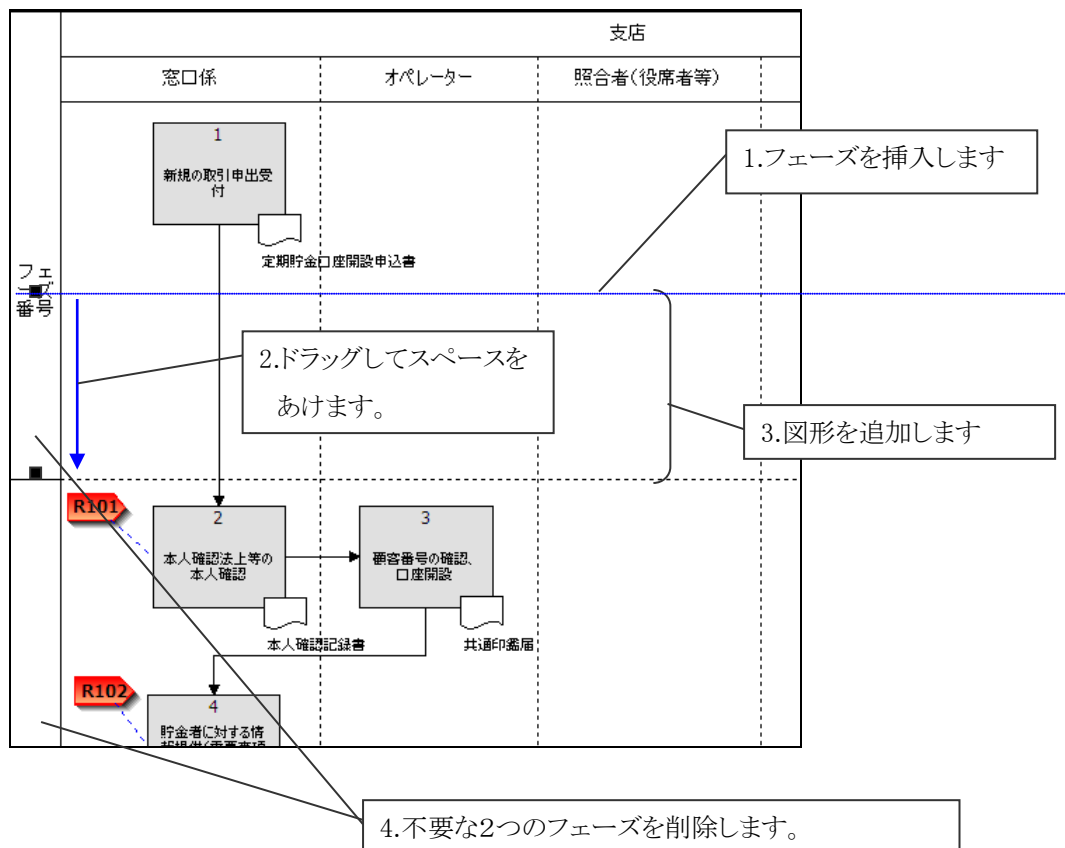 支店
窓口係
オペレーター
照合者(役席者等)
1
新規の取引申出受
付
定期貯金口座開設申込書
1.フェーズを挿入します
フェ
ーズ
番号
2.ドラッグしてスペースを
あけます。
3.図形を追加します
R101
2
本人確認法上等の
本人確認
本人確認記録書
3
顧客番号の確認、
口座開設
共通印鑑届
R102
4
貯金者に対する情
報提供(重要事項
4.不要な2つのフェーズを削除します。